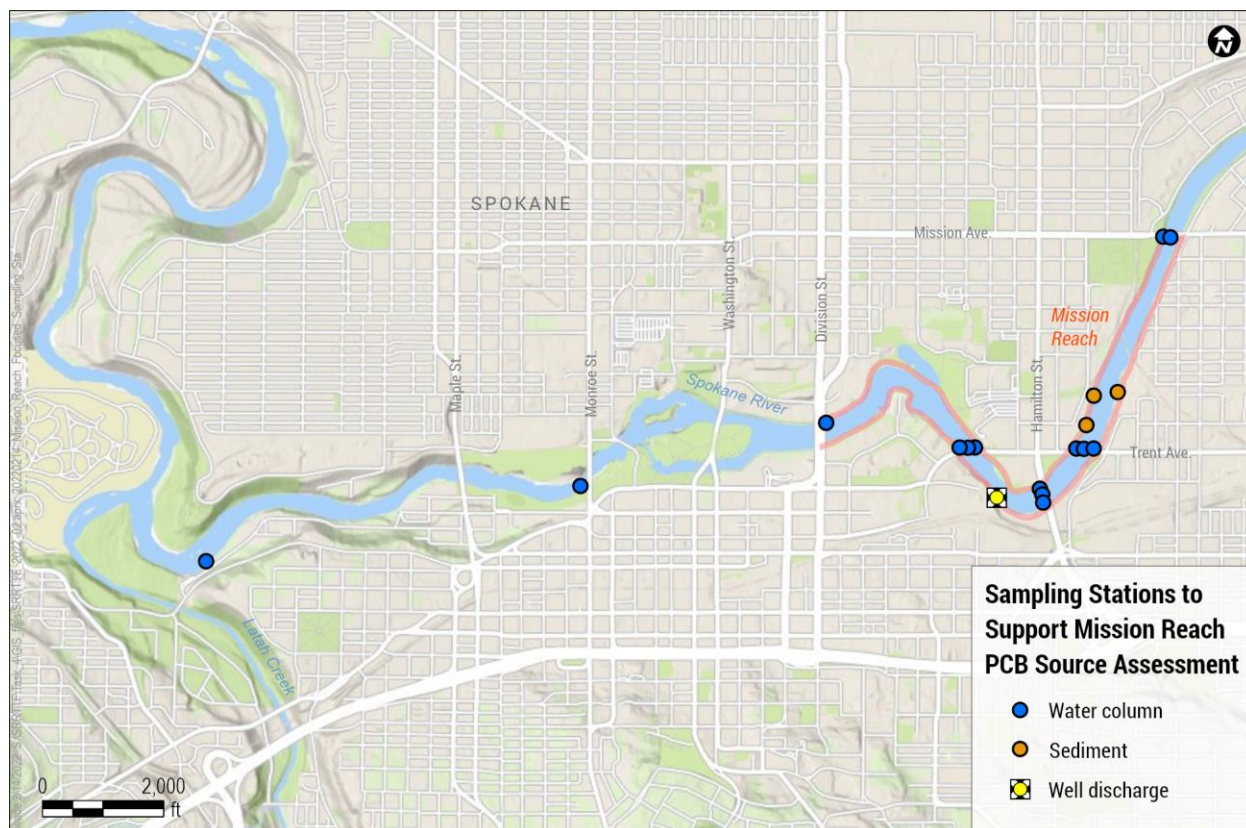 N
SPOKANE
Mission Ave.
Washington St.
Division St.
Mission
Reach
Maple St.
Monroe St.
Spokane River
Hamilton St.
Trent Ave.
Latah Creek
Sampling Stations to
Support Mission Reach
PCB Source Assessment
Water column
Sediment
Well discharge
0 2,000
ft